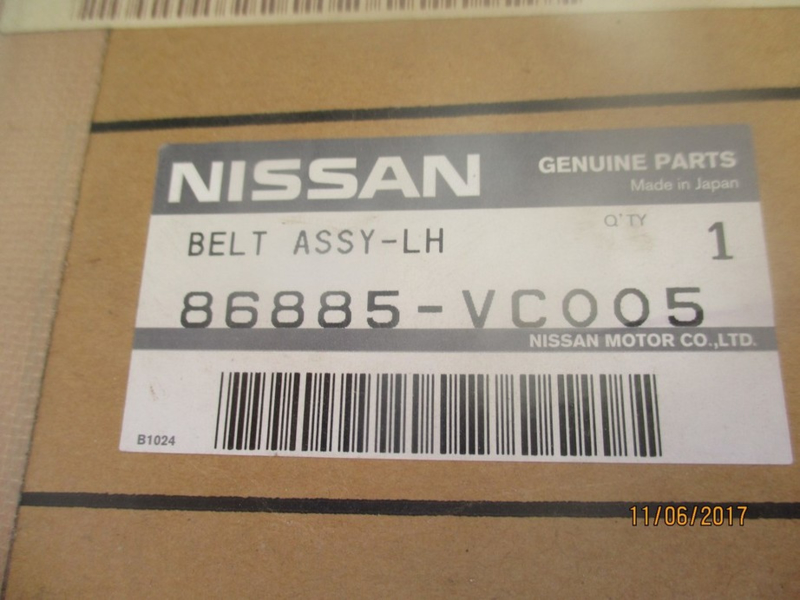 NISSAN
GENUINE PARTS
Made in Japan
BELT ASSY-LH
Q'TY
1
86885-VC005
NISSAN MOTOR CO.,LTD.
B1024
11/06/2017